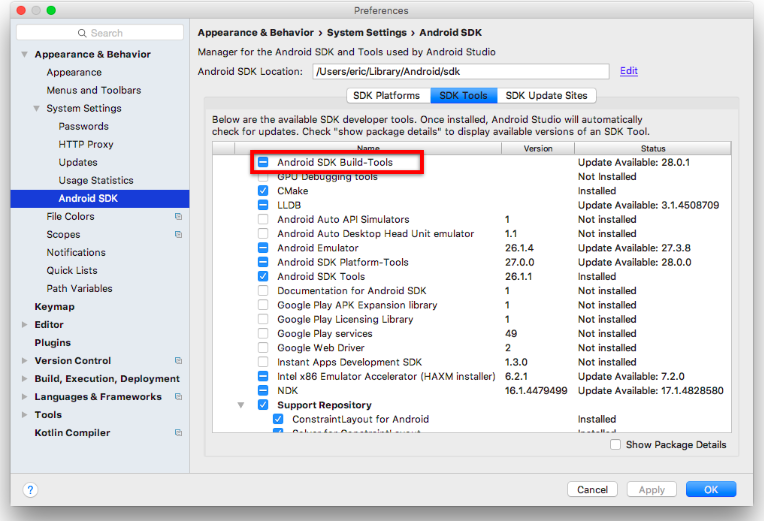 Preferences
Search
Appearance & Behavior › System Settings › Android SDK
Manager for the Android SDK and Tools used by Android Studio
Android SDK Location: /Users/eric/Library/Android/sdk Edit
Appearance & Behavior
Appearance
Menus and Toolbars
System Settings
Passwords
HTTP Proxy
Updates
Usage Statistics
Android SDK
File Colors
Scopes
Notifications
Quick Lists
Path Variables
Keymap
Editor
Plugins
Version Control
Build, Execution, Deployment
Languages & Frameworks
Tools
Kotlin Compiler
SDK Platforms SDK Tools SDK Update Sites
Below are the available SDK developer tools. Once installed, Android Studio will automatically
check for updates. Check "show package details" to display available versions of an SDK Tool.
Name Version Status
Android SDK Build-Tools Update Available: 28.0.1
GPU Debugging tools Not Installed
CMake Installed
LLDB Update Available: 3.1.4508709
Android Auto API Simulators 1 Not installed
Android Auto Desktop Head Unit emulator 1.1 Not installed
Android Emulator 26.1.4 Update Available: 27.3.8
Android SDK Platform-Tools 27.0.0 Update Available: 28.0.0
Android SDK Tools 26.1.1 Installed
Documentation for Android SDK 1 Not installed
Google Play APK Expansion library 1 Not installed
Google Play Licensing Library 1 Not installed
Google Play services 49 Not installed
Google Web Driver 2 Not installed
Instant Apps Development SDK 1.3.0 Not installed
Intel x86 Emulator Accelerator (HAXM installer) 6.2.1 Update Available: 7.2.0
NDK 16.1.4479499 Update Available: 17.1.4828580
Support Repository
ConstraintLayout for Android Installed
Solver for ConstraintLayout Installed
Show Package Details
? Cancel Apply OK